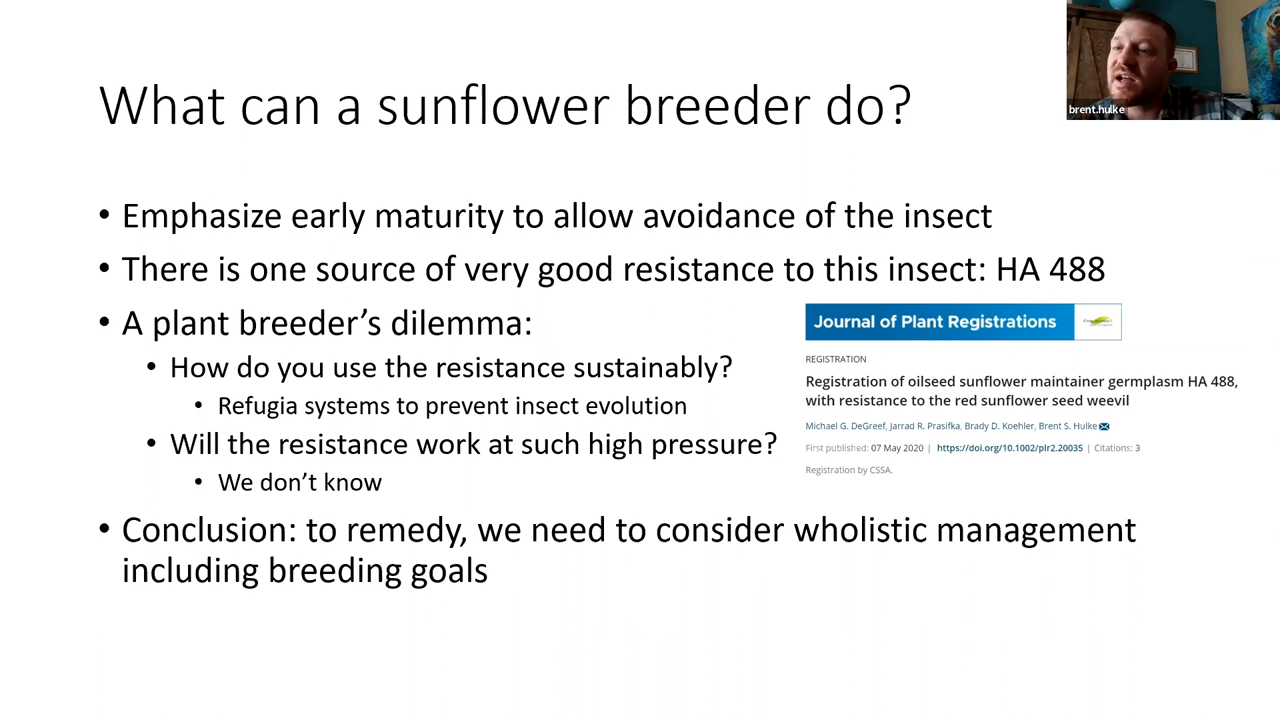 What can a sunflower breeder do?
brent.hulke
• Emphasize early maturity to allow avoidance of the insect
• There is one source of very good resistance to this insect: HA 488
• A plant breeder’s dilemma:
• How do you use the resistance sustainably?
• Refugia systems to prevent insect evolution
• Will the resistance work at such high pressure?
• We don’t know
Journal of Plant Registrations
REGISTRATION
Registration of oilseed sunflower maintainer germplasm HA 488,
with resistance to the red sunflower seed weevil
Michael G. DeGreef, Jarrad R. Prasifka, Brady D. Koehler, Brent S. Hulke
First published: 07 May 2020 | https://doi.org/10.1002/plr2.20035 | Citations: 3
Registration by CSSA.
• Conclusion: to remedy, we need to consider wholistic management
including breeding goals